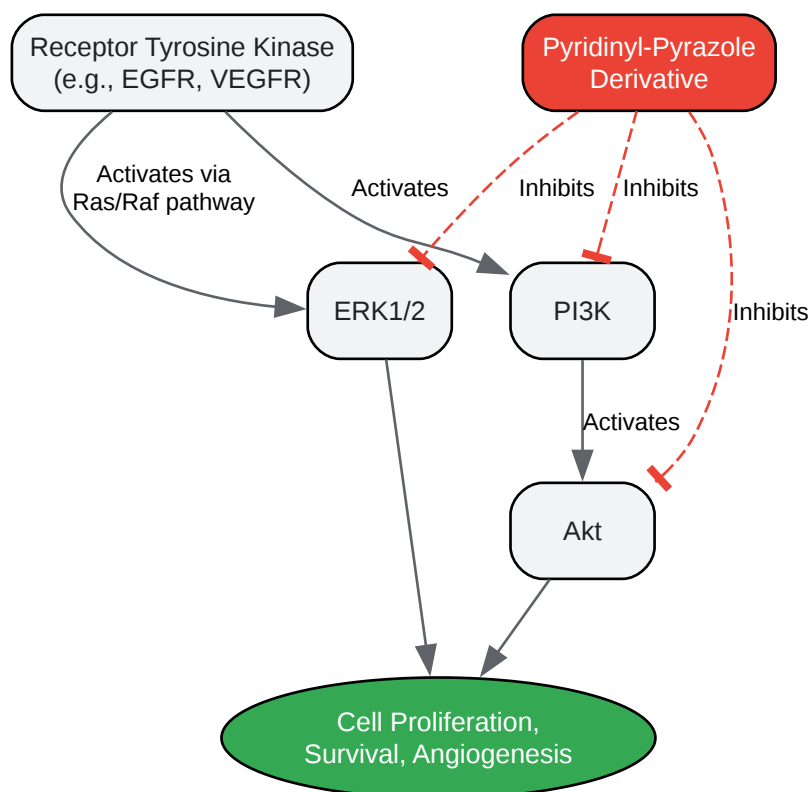 Receptor Tyrosine Kinase
(e.g., EGFR, VEGFR)
Pyridinyl-Pyrazole
Derivative
Activates via
Ras/Raf pathway
Activates
Inhibits
Inhibits
ERK1/2
PI3K
Inhibits
Activates
Akt
Cell Proliferation,
Survival, Angiogenesis